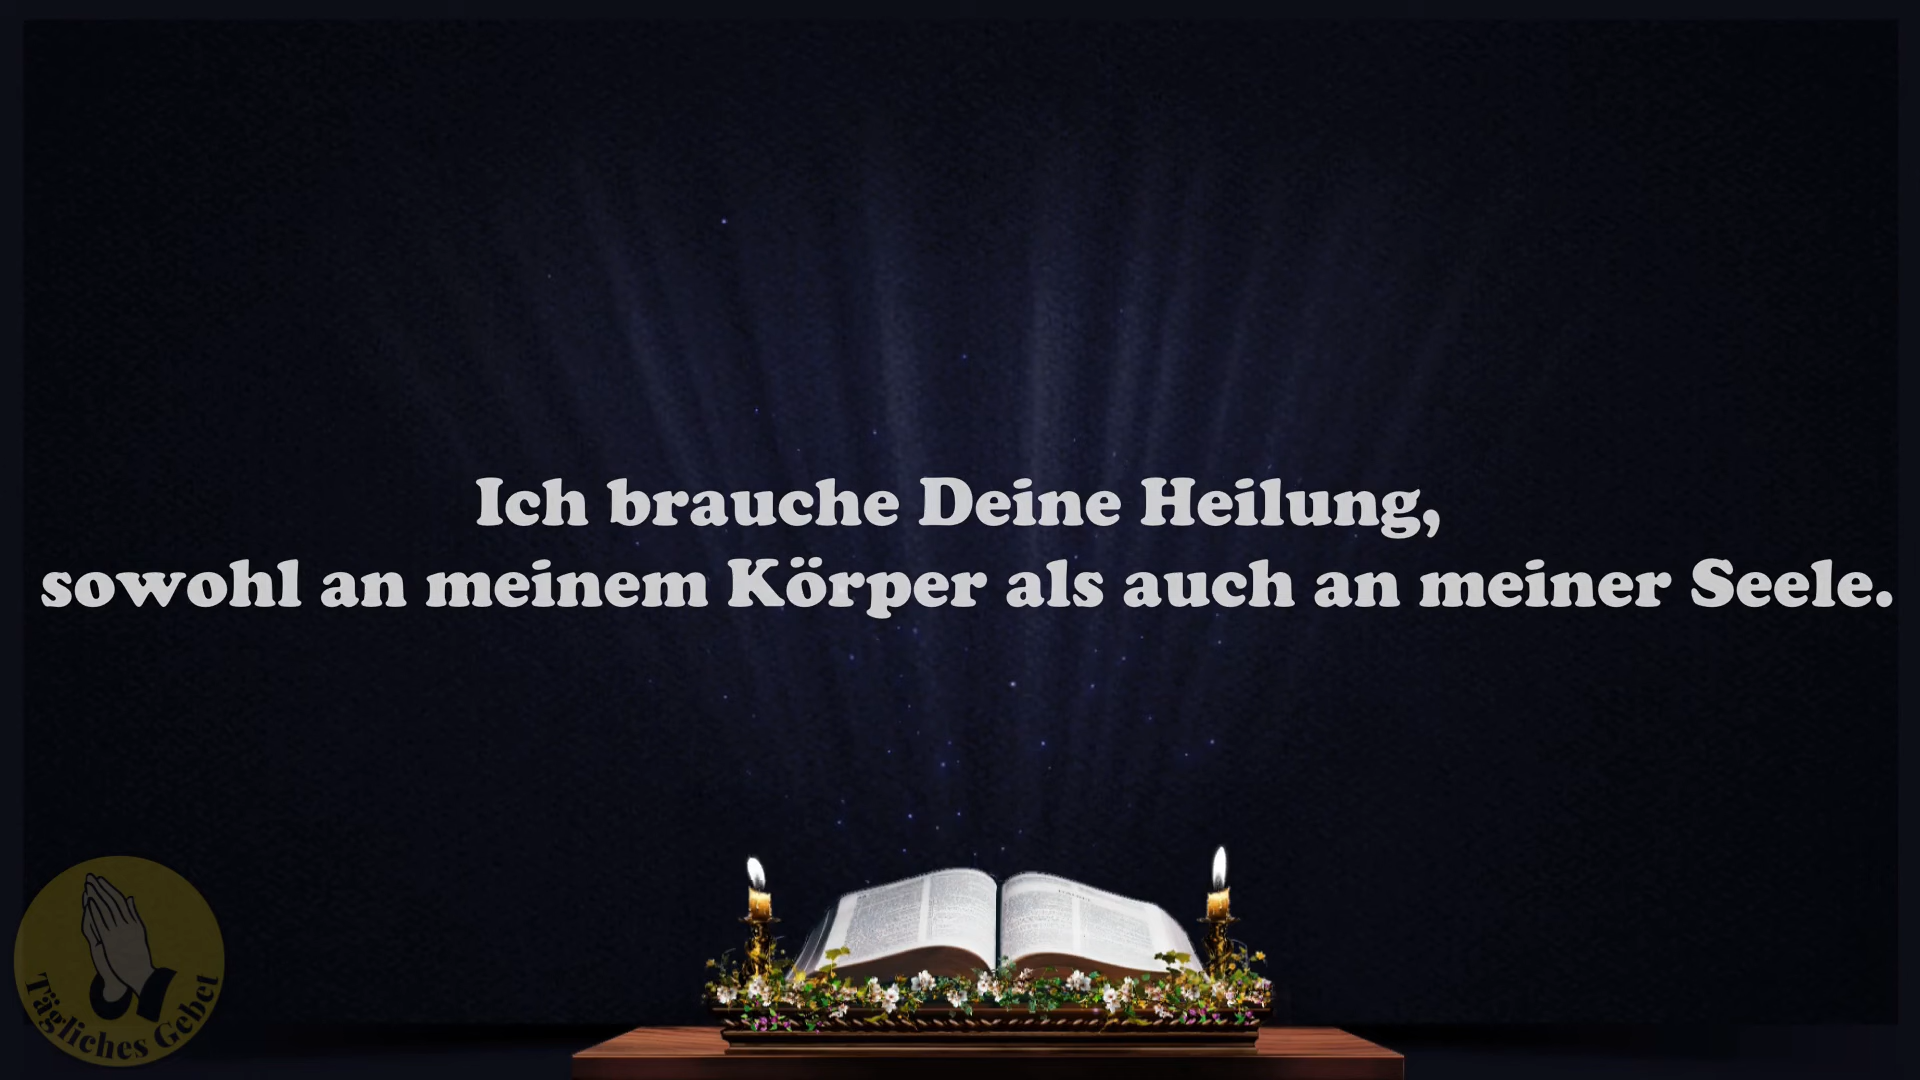 Ich brauche Deine Heilung,
sowohl an meinem Körper als auch an meiner Seele.
Tägliches Gebet